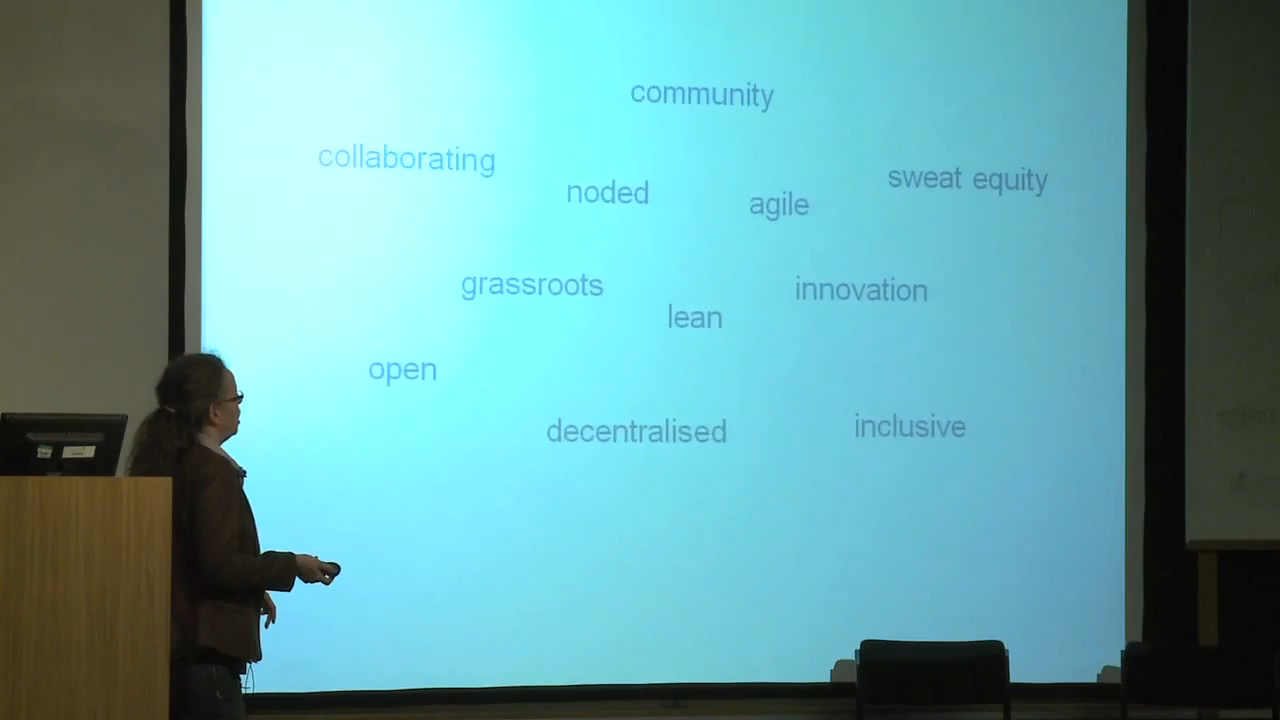 community
collaborating
sweat equity
noded
agile
grassroots
innovation
lean
open
decentralised
inclusive